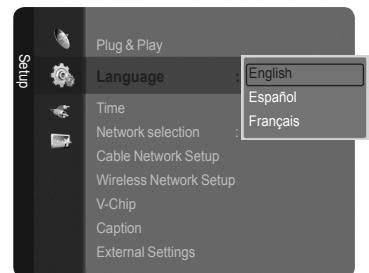 Setup
Plug & Play
Language : English
Español
Français
Time
Network selection :
Cable Network Setup
Wireless Network Setup
V-Chip
Caption
External Settings